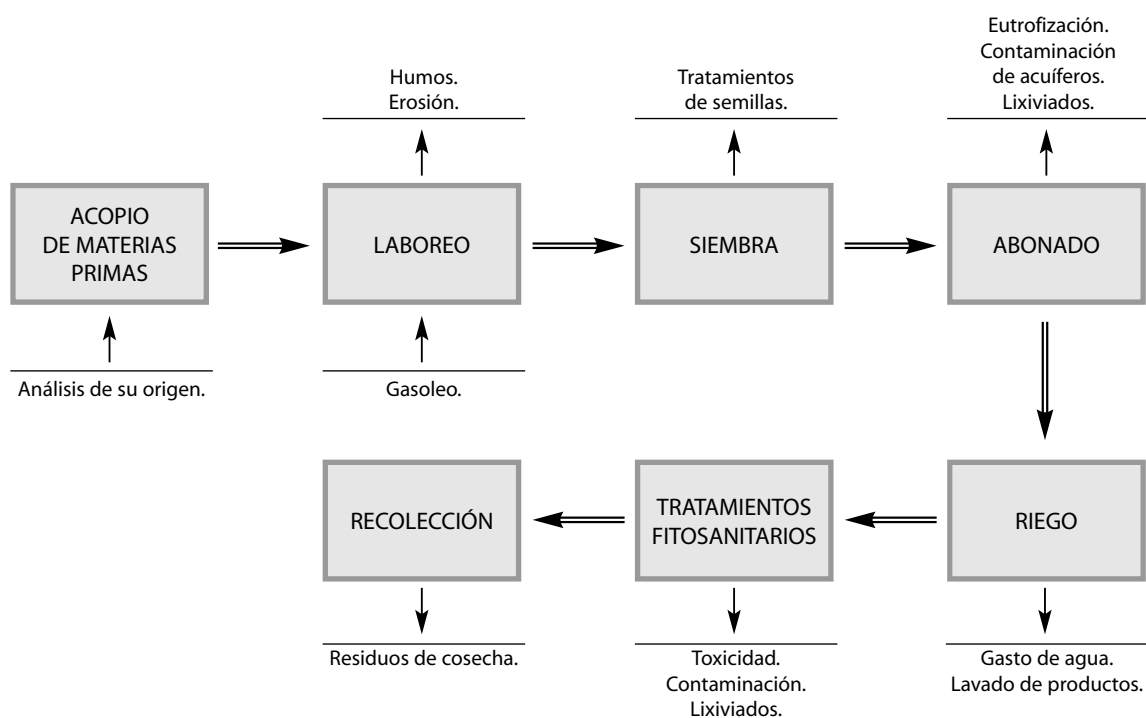 Eutrofización.
Contaminación
de acuíferos.
Lixiviados.
Humos.
Erosión.
Tratamientos
de semillas.
ACOPIO
DE MATERIAS
PRIMAS
LABOREO
SIEMBRA
ABONADO
Análisis de su origen.
Gasoleo.
RECOLECCIÓN
TRATAMIENTOS
FITOSANITARIOS
RIEGO
Residuos de cosecha.
Toxicidad.
Contaminación.
Lixiviados.
Gasto de agua.
Lavado de productos.